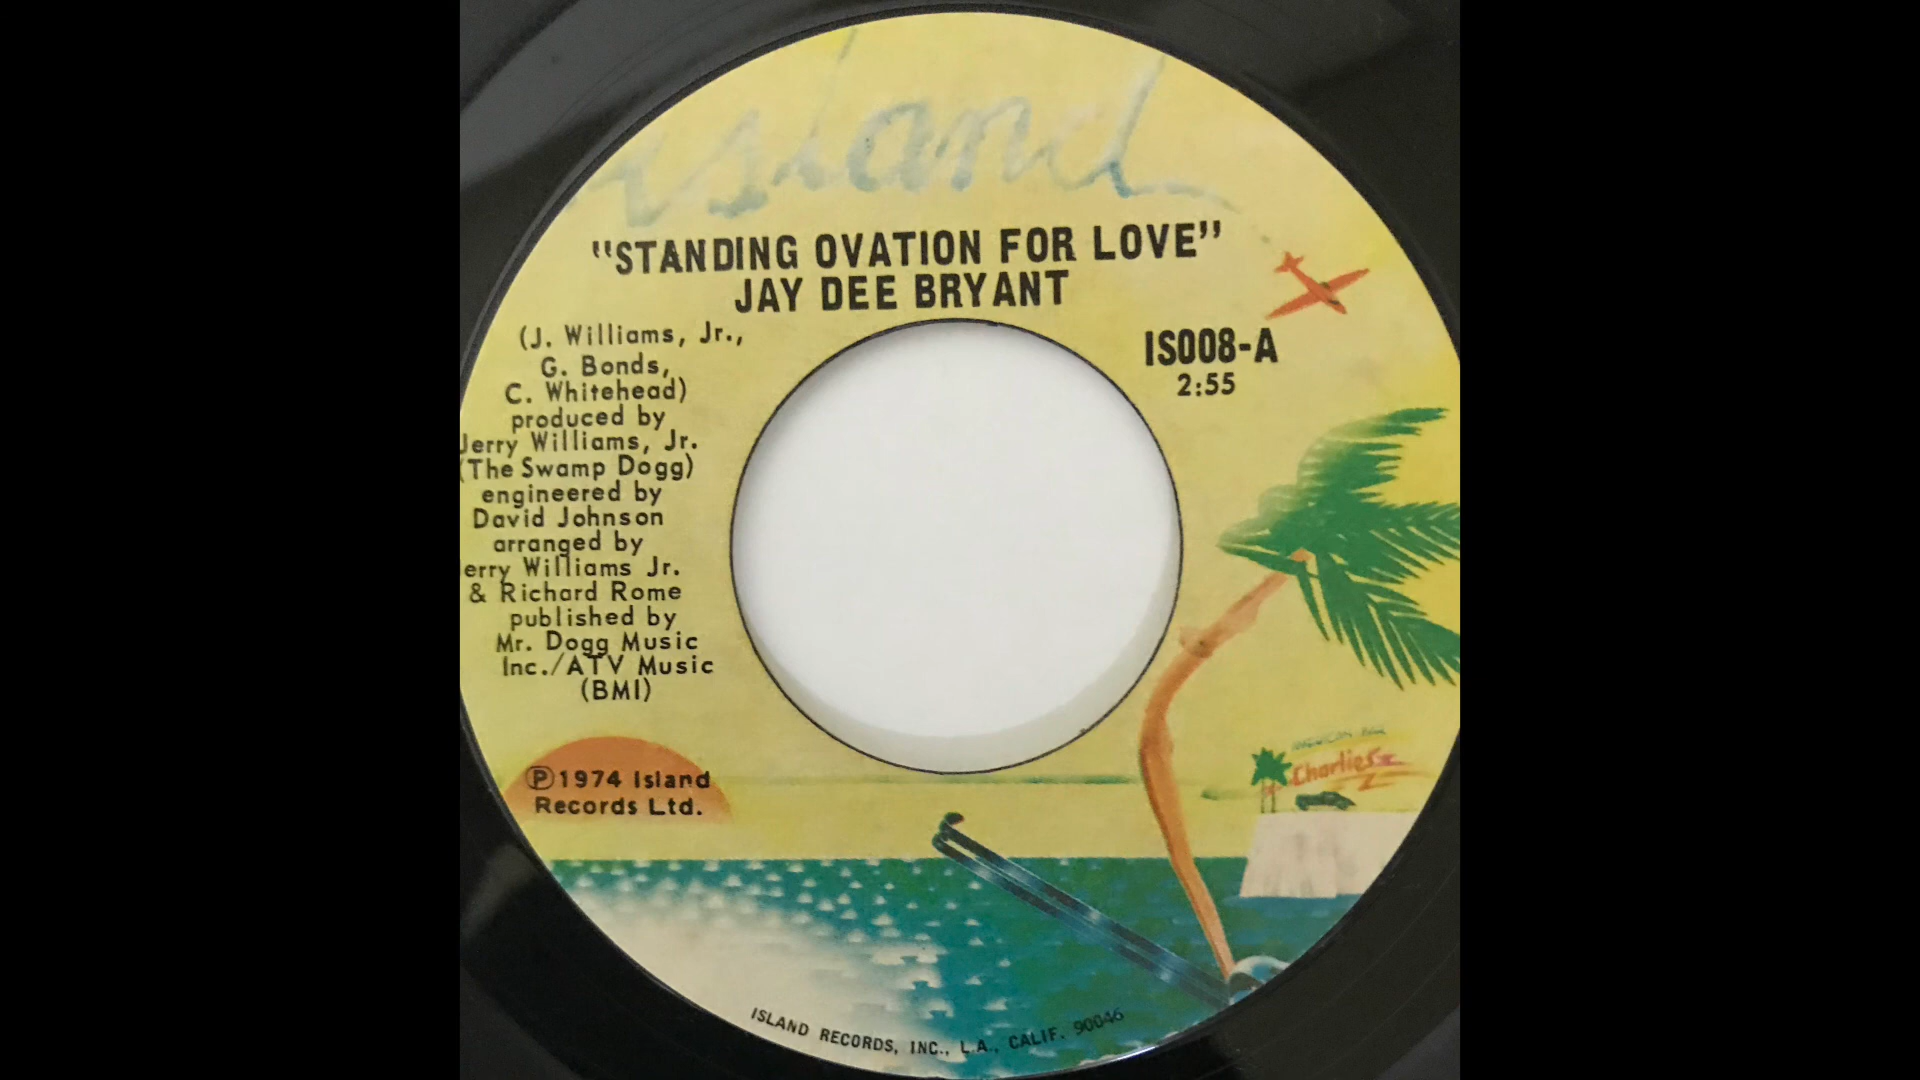 island
"STANDING OVATION FOR LOVE"
JAY DEE BRYANT
(J. Williams, Jr.,
G. Bonds,
C. Whitehead)
produced by
Jerry Williams, Jr.
(The Swamp Dogg)
engineered by
David Johnson
arranged by
erry Williams Jr.
& Richard Rome
published by
Mr. Dogg Music
Inc./ATV Music
(BMI)
IS008-A
2:55
Ⓟ1974 Island
Records Ltd.
Charlies
ISLAND RECORDS, INC., L.A., CALIF. 90046